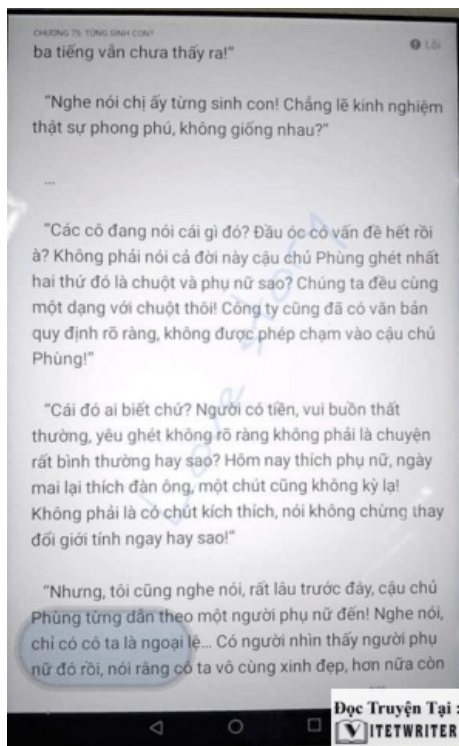 CHƯƠNG 75: TỪNG SINH CON?
Lỗi
ba tiếng vẫn chưa thấy ra!"
"Nghe nói chị ấy từng sinh con! Chẳng lẽ kinh nghiệm
thật sự phong phú, không giống nhau?"
...
"Các cô đang nói cái gì đó? Đầu óc có vấn đề hết rồi
à? Không phải nói cả đời này cậu chủ Phùng ghét nhất
hai thứ đó là chuột và phụ nữ sao? Chúng ta đều cùng
một dạng với chuột thôi! Công ty cũng đã có văn bản
quy định rõ ràng, không được phép chạm vào cậu chủ
Phùng!"
"Cái đó ai biết chứ? Người có tiền, vui buồn thất
thường, yêu ghét không rõ ràng không phải là chuyện
rất bình thường hay sao? Hôm nay thích phụ nữ, ngày
mai lại thích đàn ông, một chút cũng không kỳ lạ!
Không phải là có chút kích thích, nói không chừng thay
đổi giới tính ngay hay sao!"
"Nhưng, tôi cũng nghe nói, rất lâu trước đây, cậu chủ
Phùng từng dẫn theo một người phụ nữ đến! Nghe nói,
chỉ có cô ta là ngoại lệ... Có người nhìn thấy người phụ
nữ đó rồi, nói rằng cô ta vô cùng xinh đẹp, hơn nữa còn
Love story
Đọc Truyện Tại :
VITETWRITER